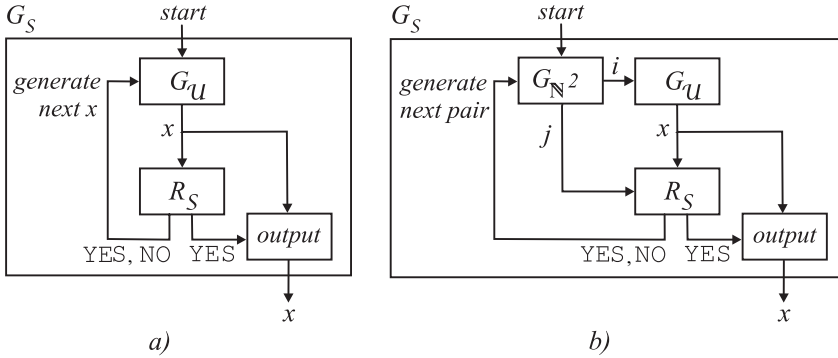 G_S
start
G_𝒰
generate
next x
x
R_S
output
YES, NO
YES
x
a)
G_S
start
G_ℕ²
i
G_𝒰
generate
next pair
x
j
R_S
output
YES, NO
YES
x
b)